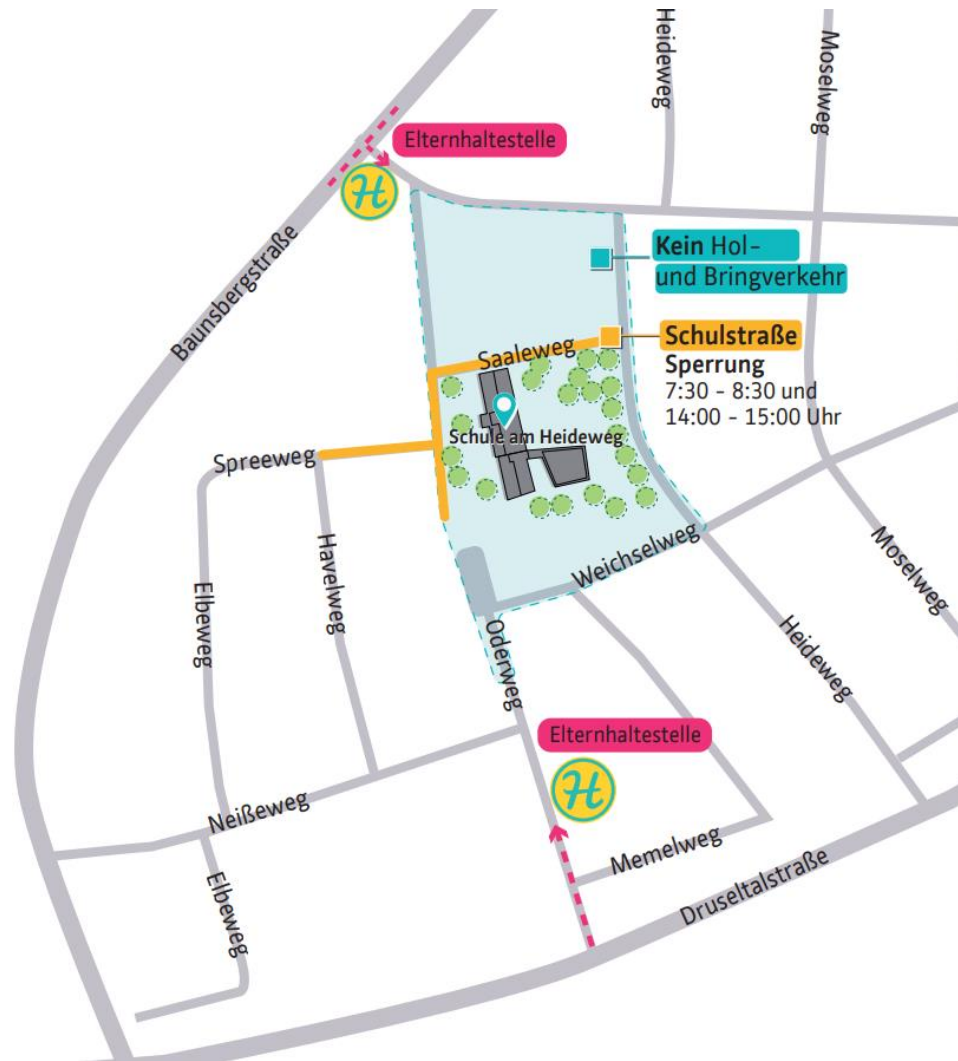 Heideweg
Moselweg
Elternhaltestelle
H
Baunsbergstraße
Kein Hol-
und Bringverkehr
Schulstraße
Sperrung
7:30 - 8:30 und
14:00 - 15:00 Uhr
Saaleweg
Schule am Heideweg
Spreeweg
Havelweg
Elbeweg
Weichselweg
Moselweg
Heideweg
Oderweg
Elternhaltestelle
H
Neißeweg
Memelweg
Elbeweg
Druseltalstraße